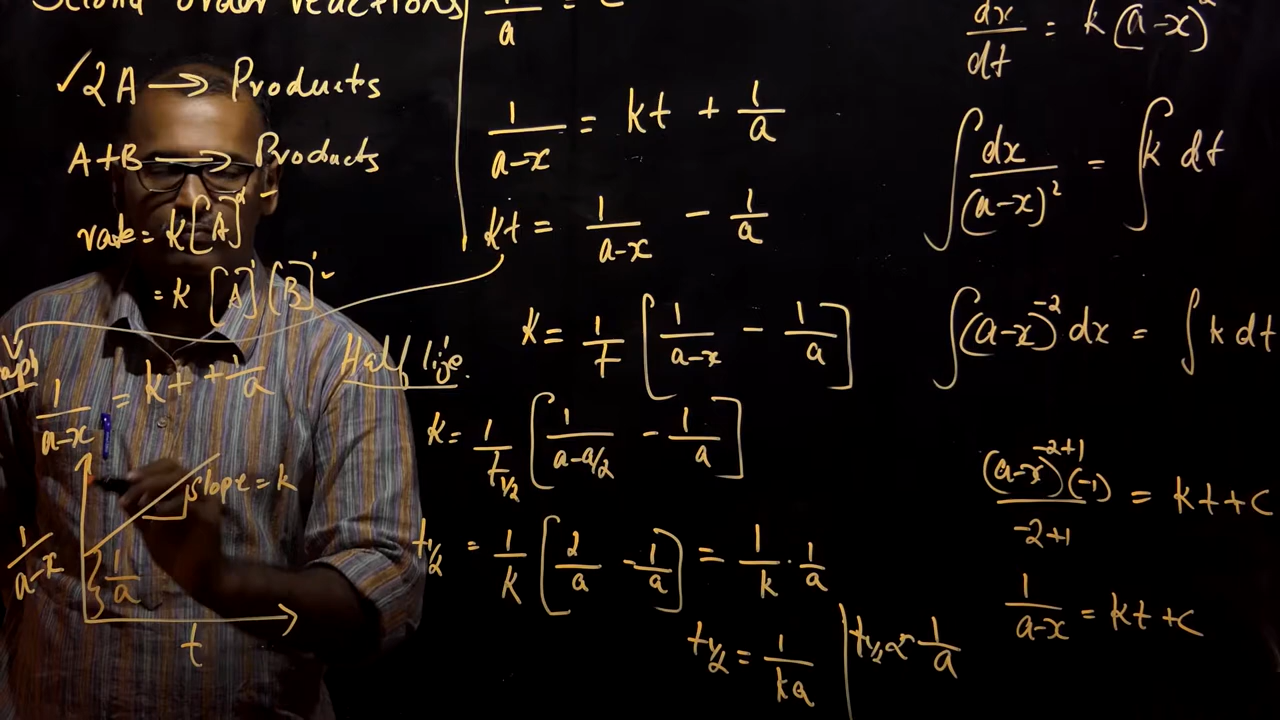 Second order reactions
✓2A → Products
A+B → Products
rate = k[A]²
= k[A]¹[B]¹
1/(a-x) = kt + 1/a
1/(a-x)
slope = k
1/a
t
1/a = c
1/(a-x) = kt + 1/a
kt = 1/(a-x) - 1/a
k = 1/t [1/(a-x) - 1/a]
Half life.
k = 1/t½ [1/(a-a/2) - 1/a]
t½ = 1/k [2/a - 1/a] = 1/k · 1/a
t½ = 1/ka
t½ ∝ 1/a
dx/dt = k(a-x)²
∫ dx/(a-x)² = ∫ k dt
∫ (a-x)⁻² dx = ∫ k dt
(a-x)⁻²⁺¹(-1)/(-2+1) = kt+c
1/(a-x) = kt+c